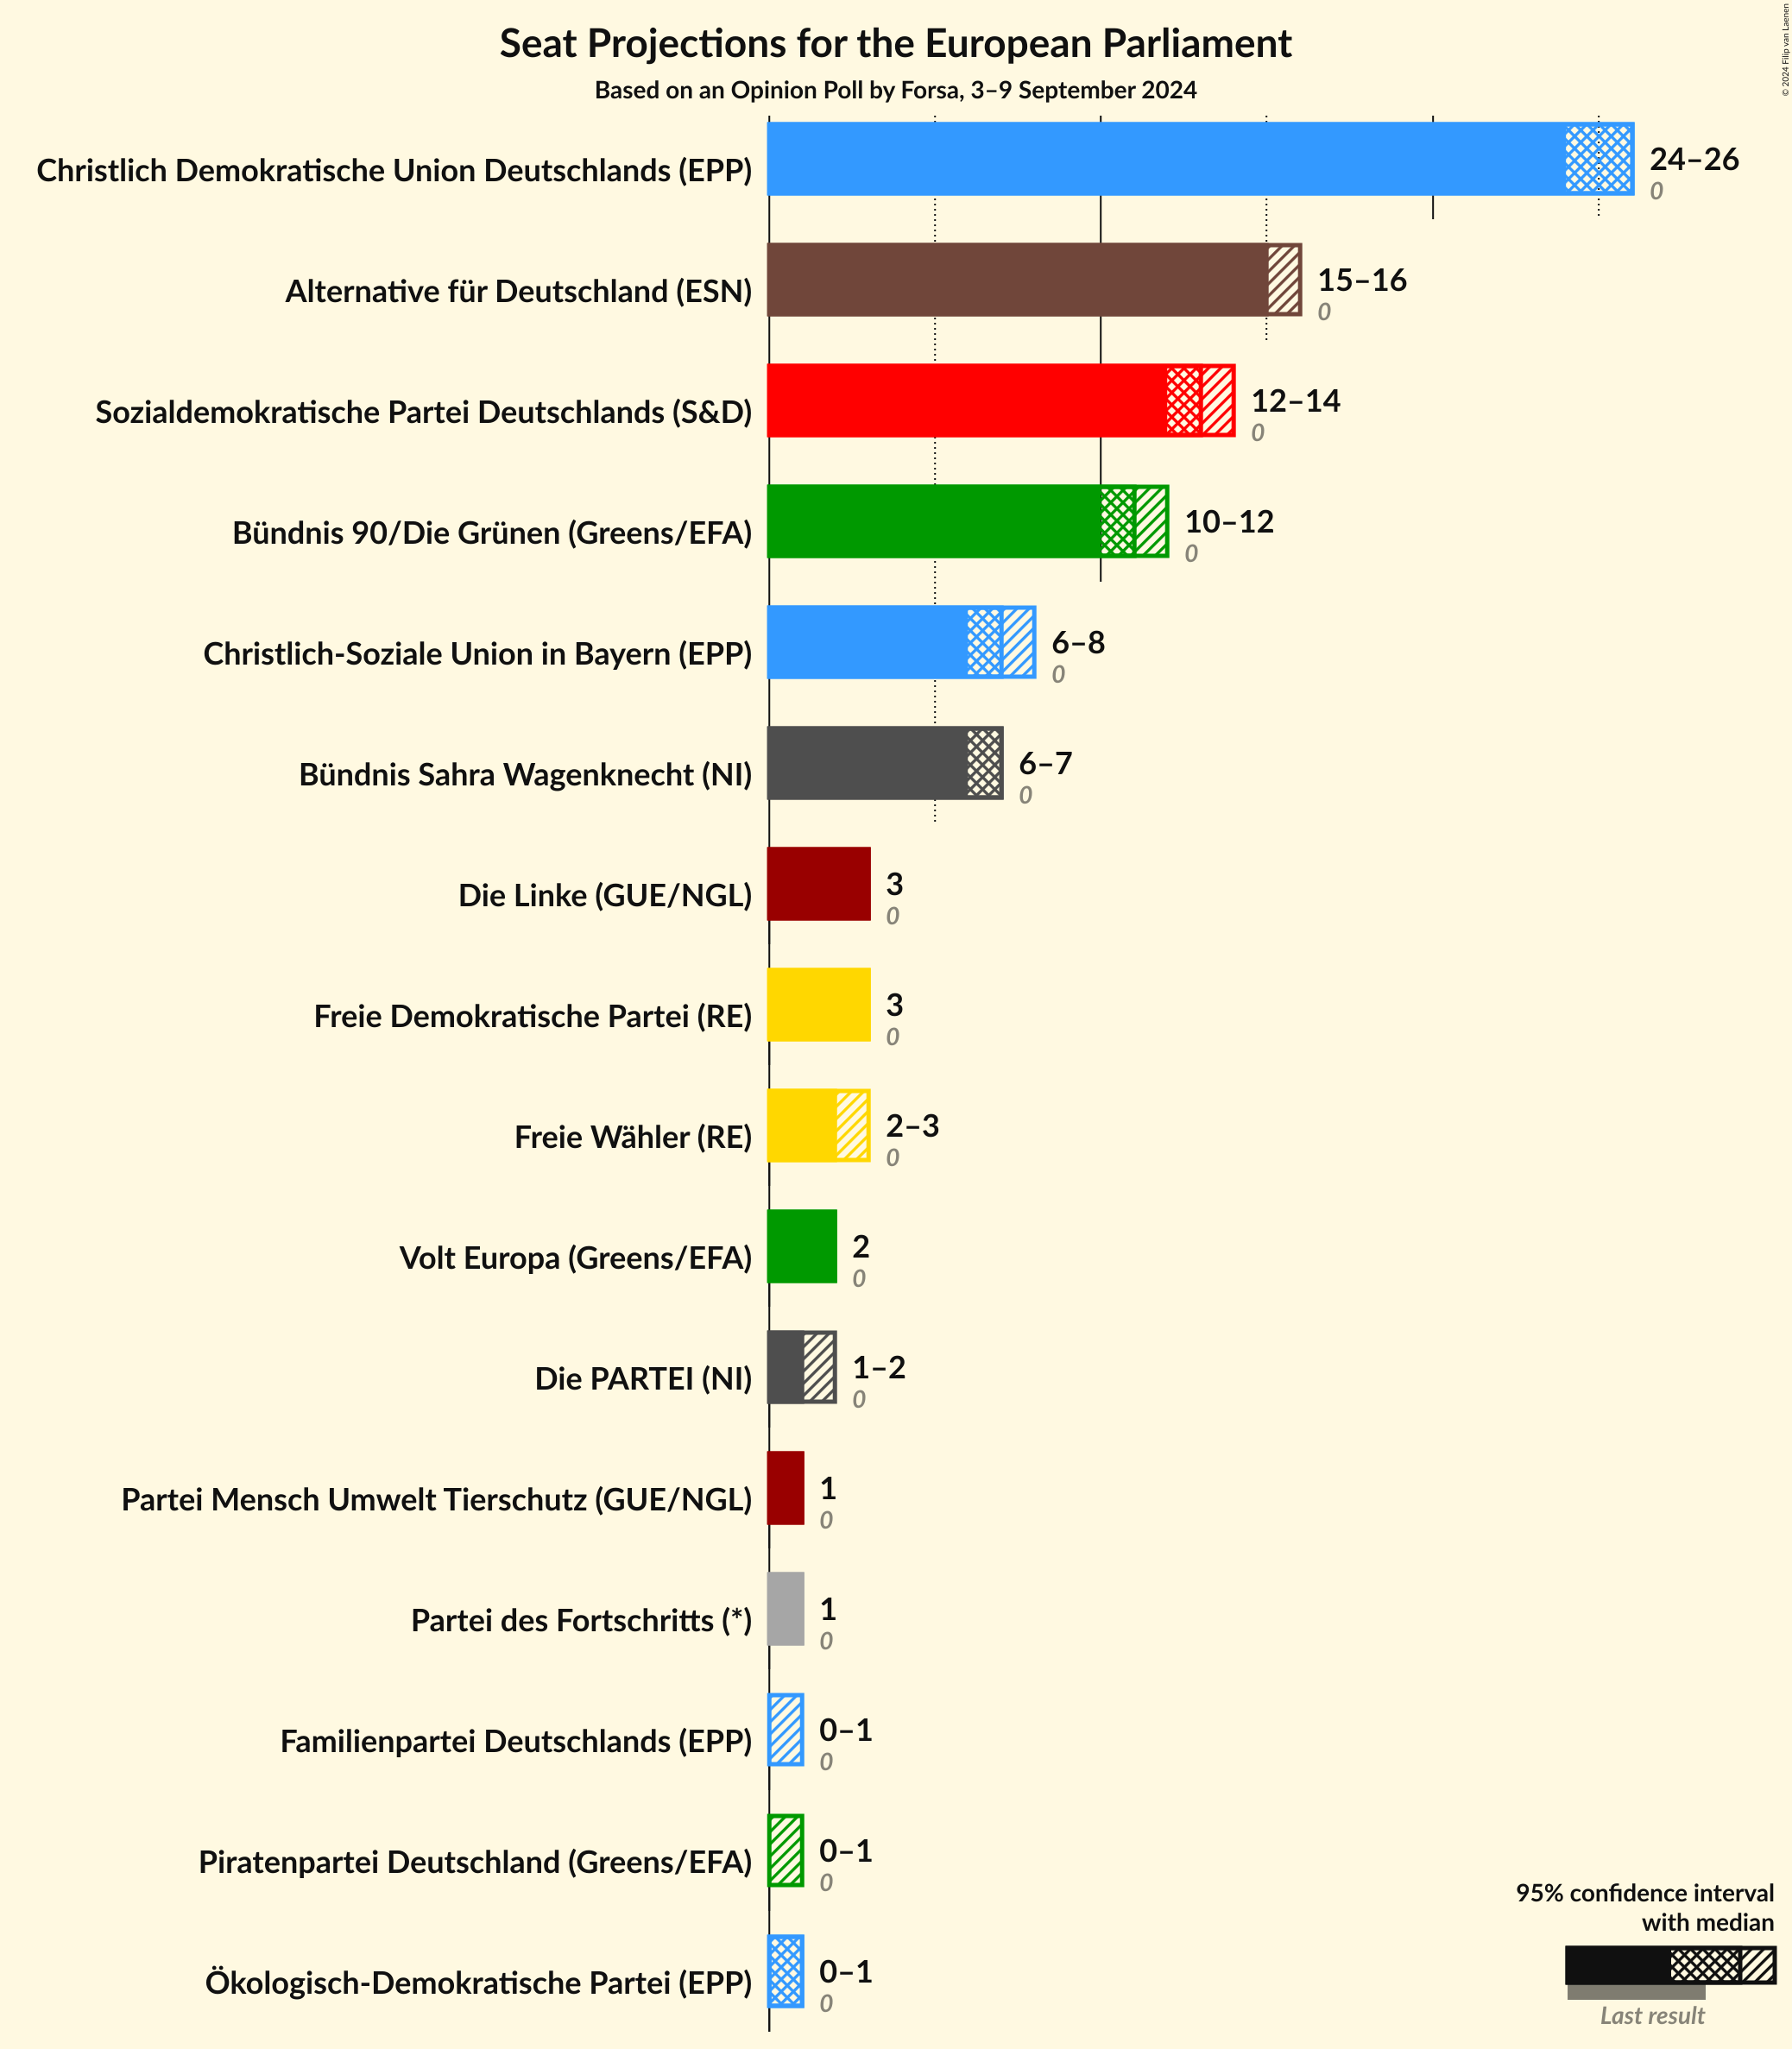 Seat Projections for the European Parliament
Based on an Opinion Poll by Forsa, 3–9 September 2024
© 2024 Filip van Laenen
Christlich Demokratische Union Deutschlands (EPP)
24–26
0
Alternative für Deutschland (ESN)
15–16
0
Sozialdemokratische Partei Deutschlands (S&D)
12–14
0
Bündnis 90/Die Grünen (Greens/EFA)
10–12
0
Christlich-Soziale Union in Bayern (EPP)
6–8
0
Bündnis Sahra Wagenknecht (NI)
6–7
0
Die Linke (GUE/NGL)
3
0
Freie Demokratische Partei (RE)
3
0
Freie Wähler (RE)
2–3
0
Volt Europa (Greens/EFA)
2
0
Die PARTEI (NI)
1–2
0
Partei Mensch Umwelt Tierschutz (GUE/NGL)
1
0
Partei des Fortschritts (*)
1
0
Familienpartei Deutschlands (EPP)
0–1
0
Piratenpartei Deutschland (Greens/EFA)
0–1
0
Ökologisch-Demokratische Partei (EPP)
0–1
0
95% confidence interval
with median
Last result